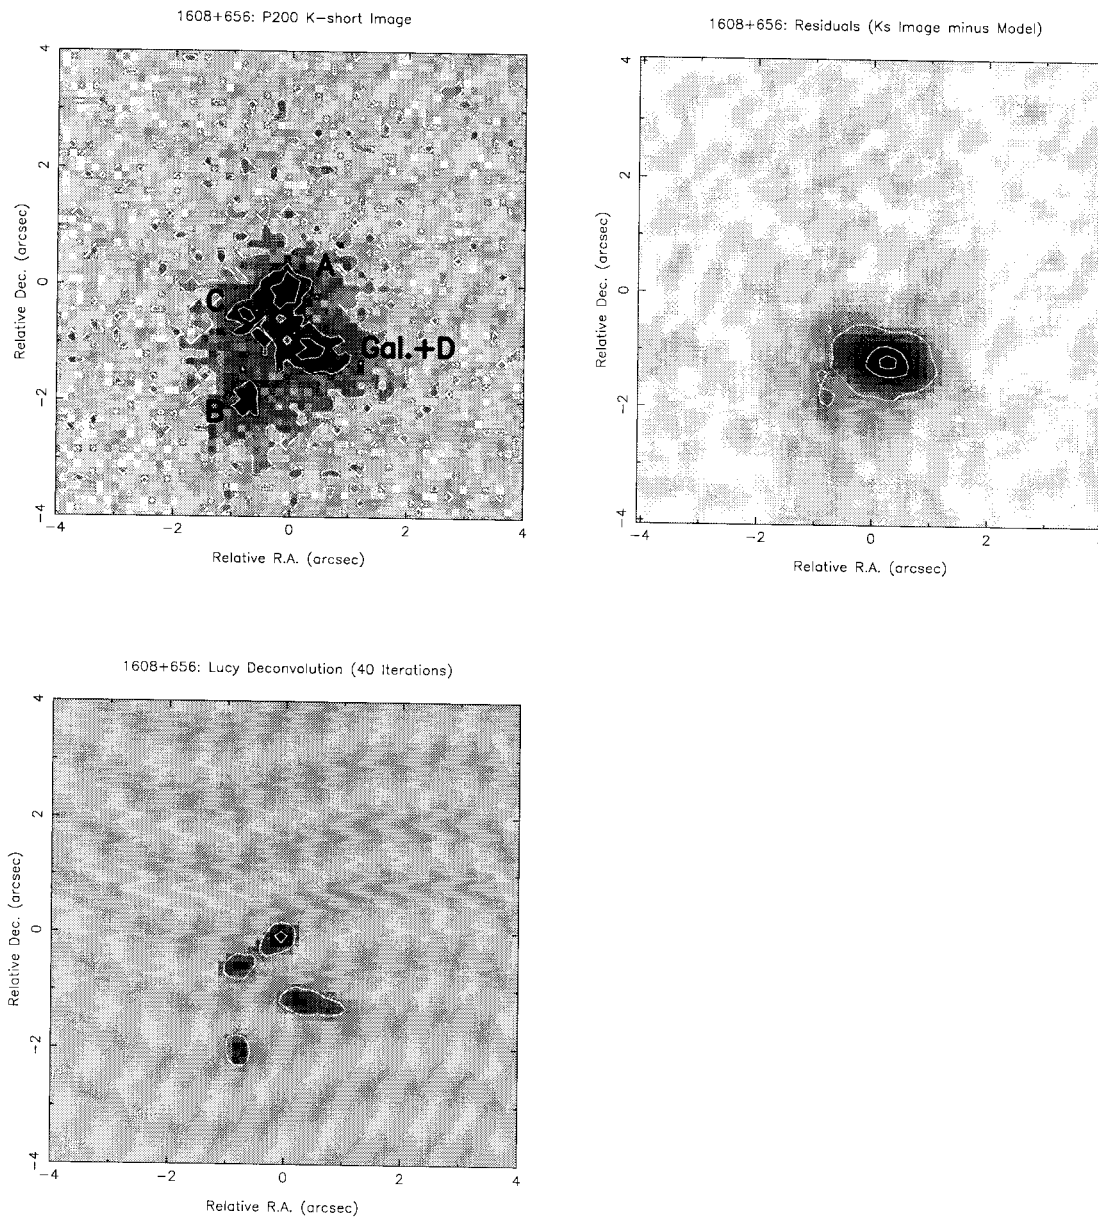 1608+656: P200 K-short Image
4
2
0
-2
-4
Relative Dec. (arcsec)
A
C
Gal.+D
B
-4
-2
0
2
4
Relative R.A. (arcsec)
1608+656: Residuals (Ks Image minus Model)
4
2
0
-2
-4
Relative Dec. (arcsec)
-4
-2
0
2
4
Relative R.A. (arcsec)
1608+656: Lucy Deconvolution (40 Iterations)
4
2
0
-2
-4
Relative Dec. (arcsec)
-4
-2
0
2
4
Relative R.A. (arcsec)